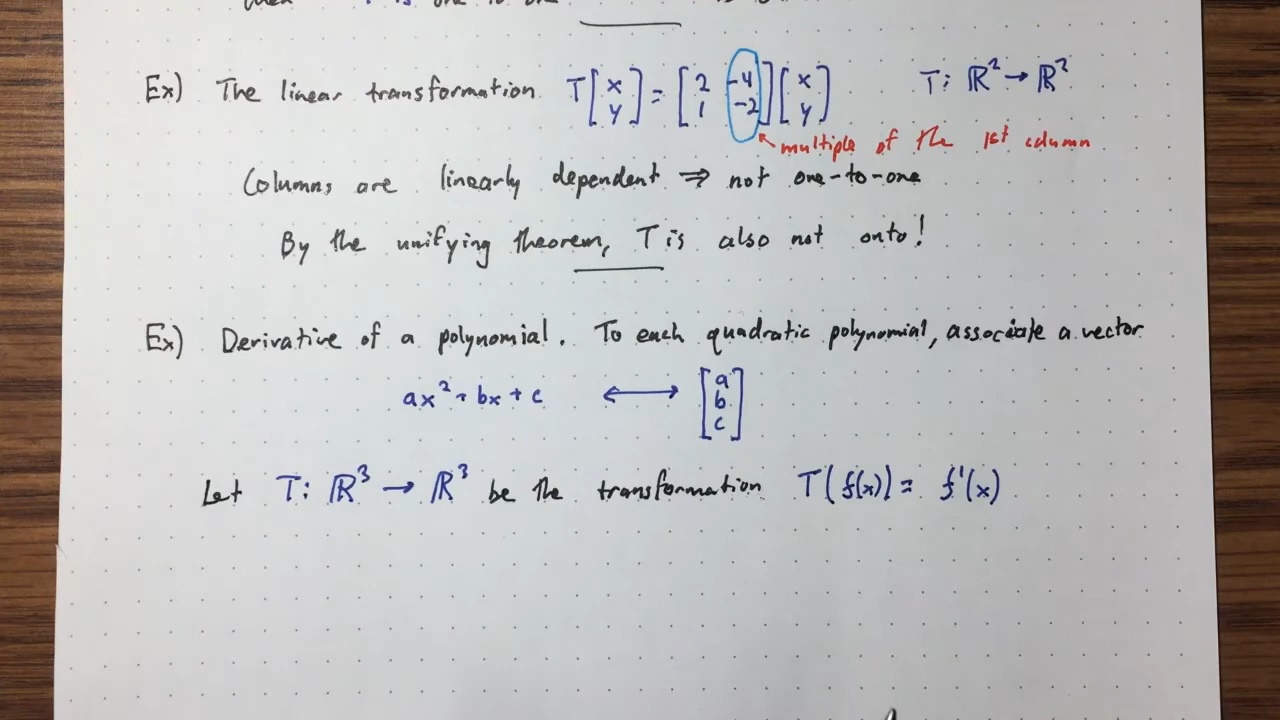 Ex) The linear transformation T[x y] = [2 -4 1 -2][x y] T: ℝ² → ℝ²
multiple of the 1st column
Columns are linearly dependent ⇒ not one-to-one
By the unifying theorem, T is also not onto!
Ex) Derivative of a polynomial. To each quadratic polynomial, associate a vector
ax² + bx + c ⟷ [a b c]
Let T: ℝ³ → ℝ³ be the transformation T(f(x)) = f'(x)